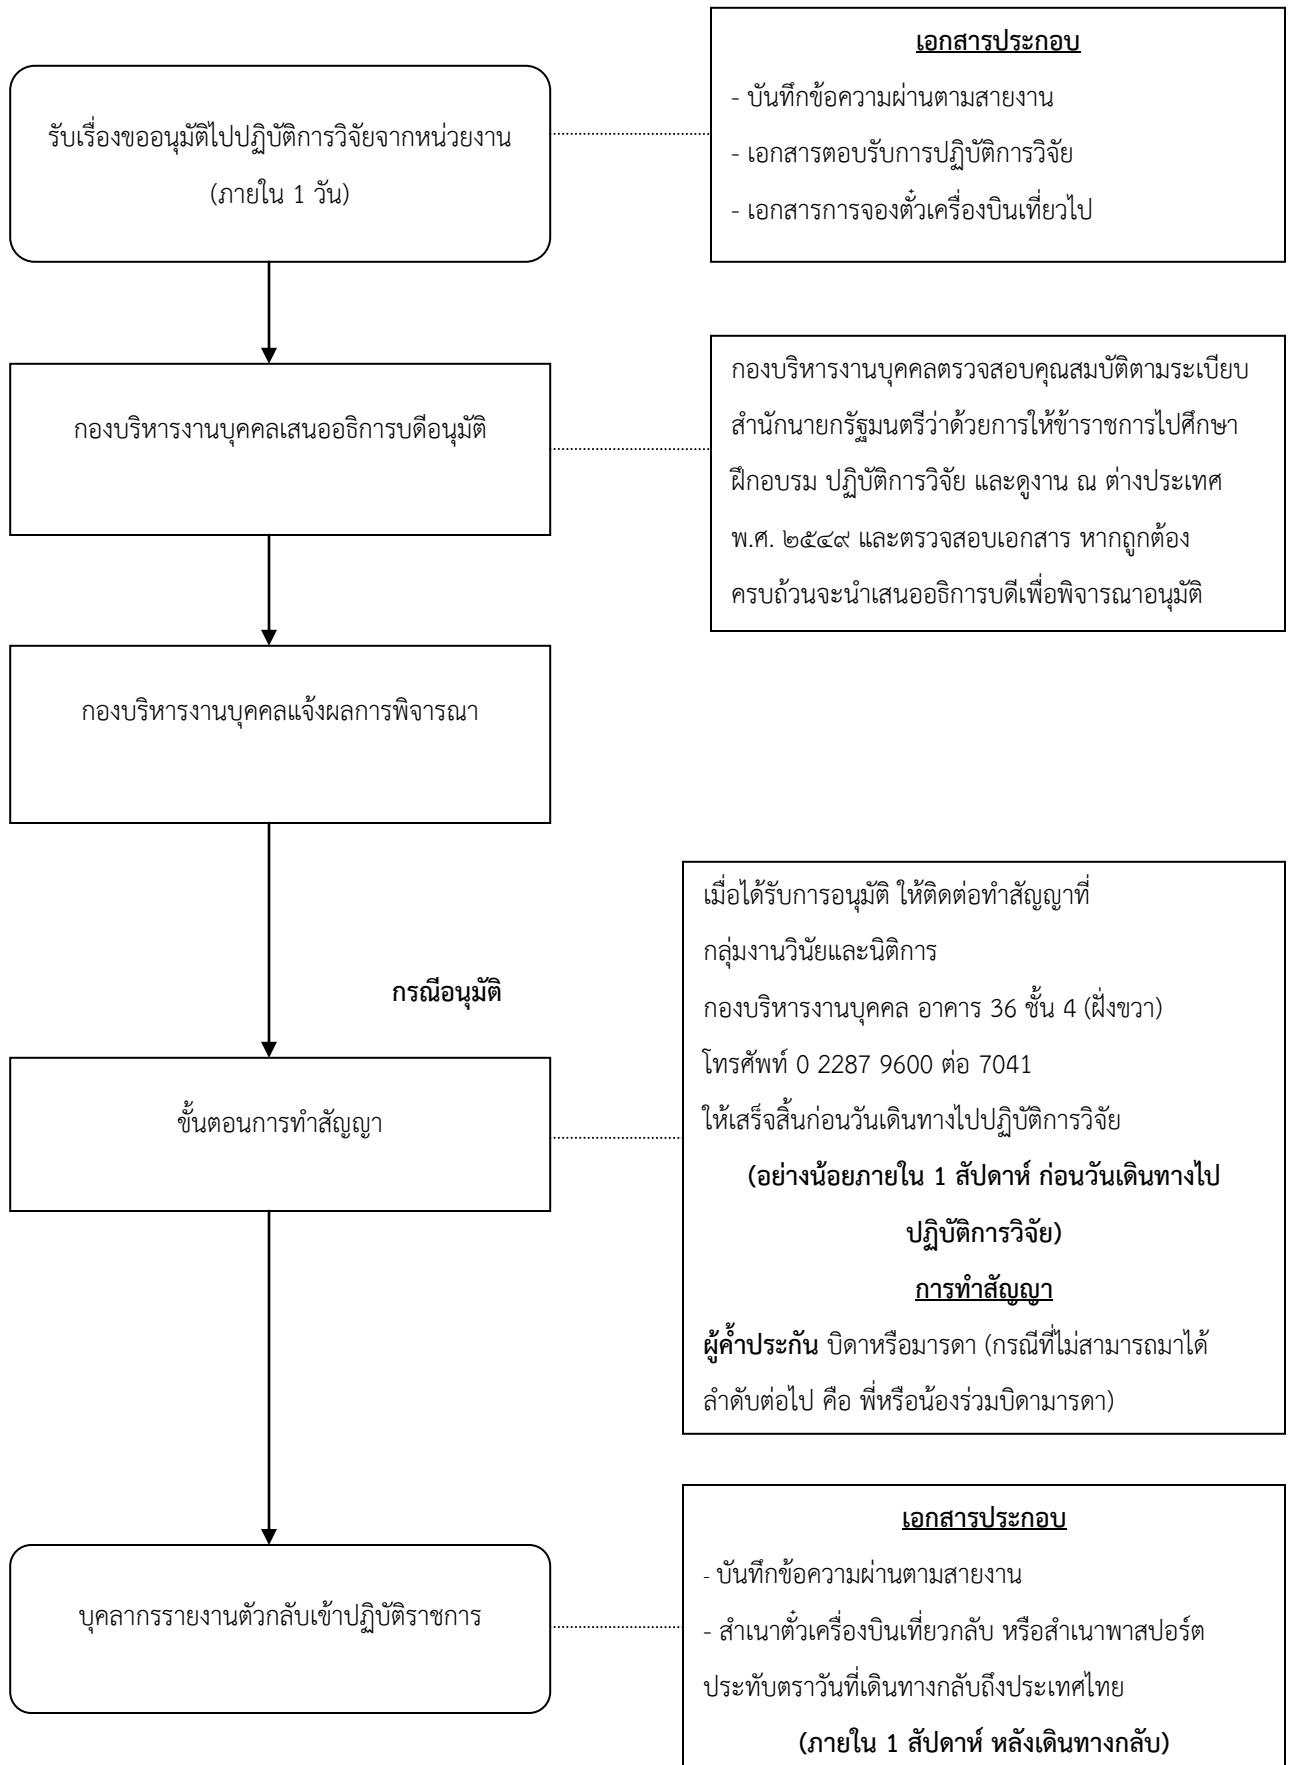 เอกสารประกอบ
- บันทึกข้อความผ่านตามสายงาน
- เอกสารตอบรับการปฏิบัติการวิจัย
- เอกสารการจองตั๋วเครื่องบินเที่ยวไป
รับเรื่องขออนุมัติไปปฏิบัติการวิจัยจากหน่วยงาน
(ภายใน 1 วัน)
กองบริหารงานบุคคลเสนออธิการบดีอนุมัติ
กองบริหารงานบุคคลตรวจสอบคุณสมบัติตามระเบียบ
สำนักนายกรัฐมนตรีว่าด้วยการให้ข้าราชการไปศึกษา
ฝึกอบรม ปฏิบัติการวิจัย และดูงาน ณ ต่างประเทศ
พ.ศ. ๒๕๔๙ และตรวจสอบเอกสาร หากถูกต้อง
ครบถ้วนจะนำเสนออธิการบดีเพื่อพิจารณาอนุมัติ
กองบริหารงานบุคคลแจ้งผลการพิจารณา
กรณีอนุมัติ
เมื่อได้รับการอนุมัติ ให้ติดต่อทำสัญญาที่
กลุ่มงานวินัยและนิติการ
กองบริหารงานบุคคล อาคาร 36 ชั้น 4 (ฝั่งขวา)
โทรศัพท์ 0 2287 9600 ต่อ 7041
ให้เสร็จสิ้นก่อนวันเดินทางไปปฏิบัติการวิจัย
(อย่างน้อยภายใน 1 สัปดาห์ ก่อนวันเดินทางไป
ปฏิบัติการวิจัย)
การทำสัญญา
ผู้ค้ำประกัน บิดาหรือมารดา (กรณีที่ไม่สามารถมาได้
ลำดับต่อไป คือ พี่หรือน้องร่วมบิดามารดา)
ขั้นตอนการทำสัญญา
บุคลากรรายงานตัวกลับเข้าปฏิบัติราชการ
เอกสารประกอบ
- บันทึกข้อความผ่านตามสายงาน
- สำเนาตั๋วเครื่องบินเที่ยวกลับ หรือสำเนาพาสปอร์ต
ประทับตราวันที่เดินทางกลับถึงประเทศไทย
(ภายใน 1 สัปดาห์ หลังเดินทางกลับ)